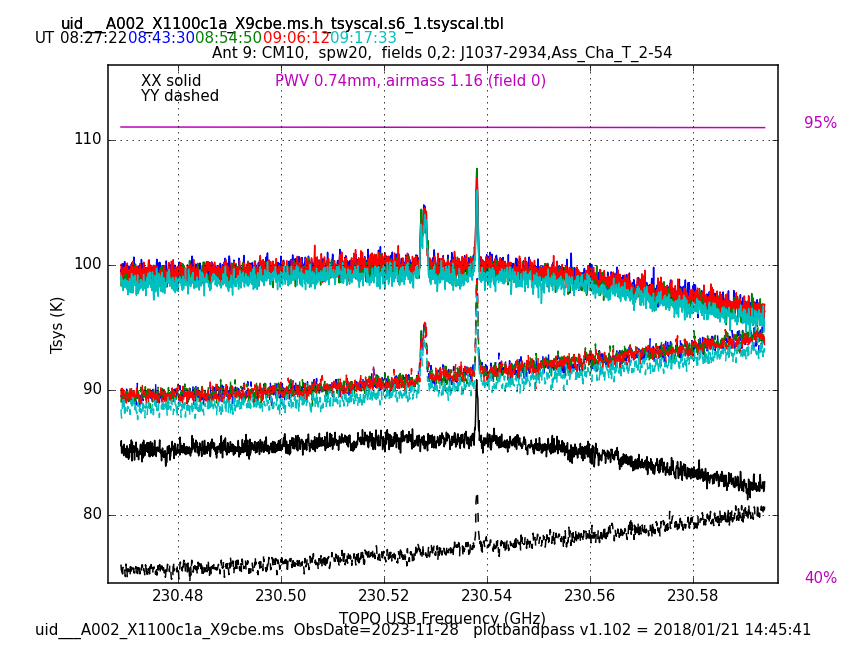 uid___A002_X1100c1a_X9cbe.ms.h_tsyscal.s6_1.tsyscal.tbl
UT 08:27:22 08:43:30 08:54:50 09:06:12 09:17:33
Ant 9: CM10,  spw20,  fields 0,2: J1037-2934,Ass_Cha_T_2-54
XX solid
PWV 0.74mm, airmass 1.16 (field 0)
YY dashed
95%
110
100
Tsys (K)
90
80
40%
230.48 230.50 230.52 230.54 230.56 230.58
TOPO USB Frequency (GHz)
uid___A002_X1100c1a_X9cbe.ms  ObsDate=2023-11-28   plotbandpass v1.102 = 2018/01/21 14:45:41